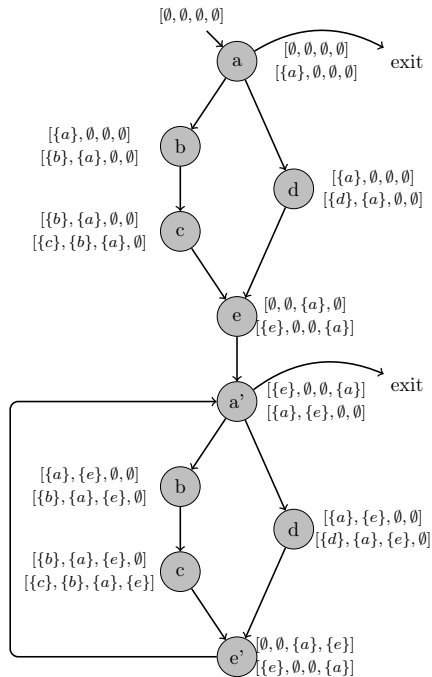 [∅, ∅, ∅, ∅]
a
[∅, ∅, ∅, ∅]
[{a}, ∅, ∅, ∅]
exit
b
[{a}, ∅, ∅, ∅]
[{b}, {a}, ∅, ∅]
d
[{a}, ∅, ∅, ∅]
[{d}, {a}, ∅, ∅]
c
[{b}, {a}, ∅, ∅]
[{c}, {b}, {a}, ∅]
e
[∅, ∅, {a}, ∅]
[{e}, ∅, ∅, {a}]
a'
[{e}, ∅, ∅, {a}]
[{a}, {e}, ∅, ∅]
exit
b
[{a}, {e}, ∅, ∅]
[{b}, {a}, {e}, ∅]
d
[{a}, {e}, ∅, ∅]
[{d}, {a}, {e}, ∅]
c
[{b}, {a}, {e}, ∅]
[{c}, {b}, {a}, {e}]
e'
[∅, ∅, {a}, {e}]
[{e}, ∅, ∅, {a}]